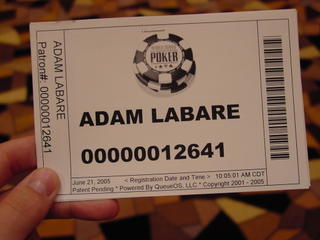 POKER
ADAM LABARE
00000012641
ADAM LABARE
Patron#: 00000012641
June 21, 2005 < Registration Date and Time > 10:05:01 AM CDT
Patent Pending * Powered By QueueOS, LLC * Copyright 2001 - 2005